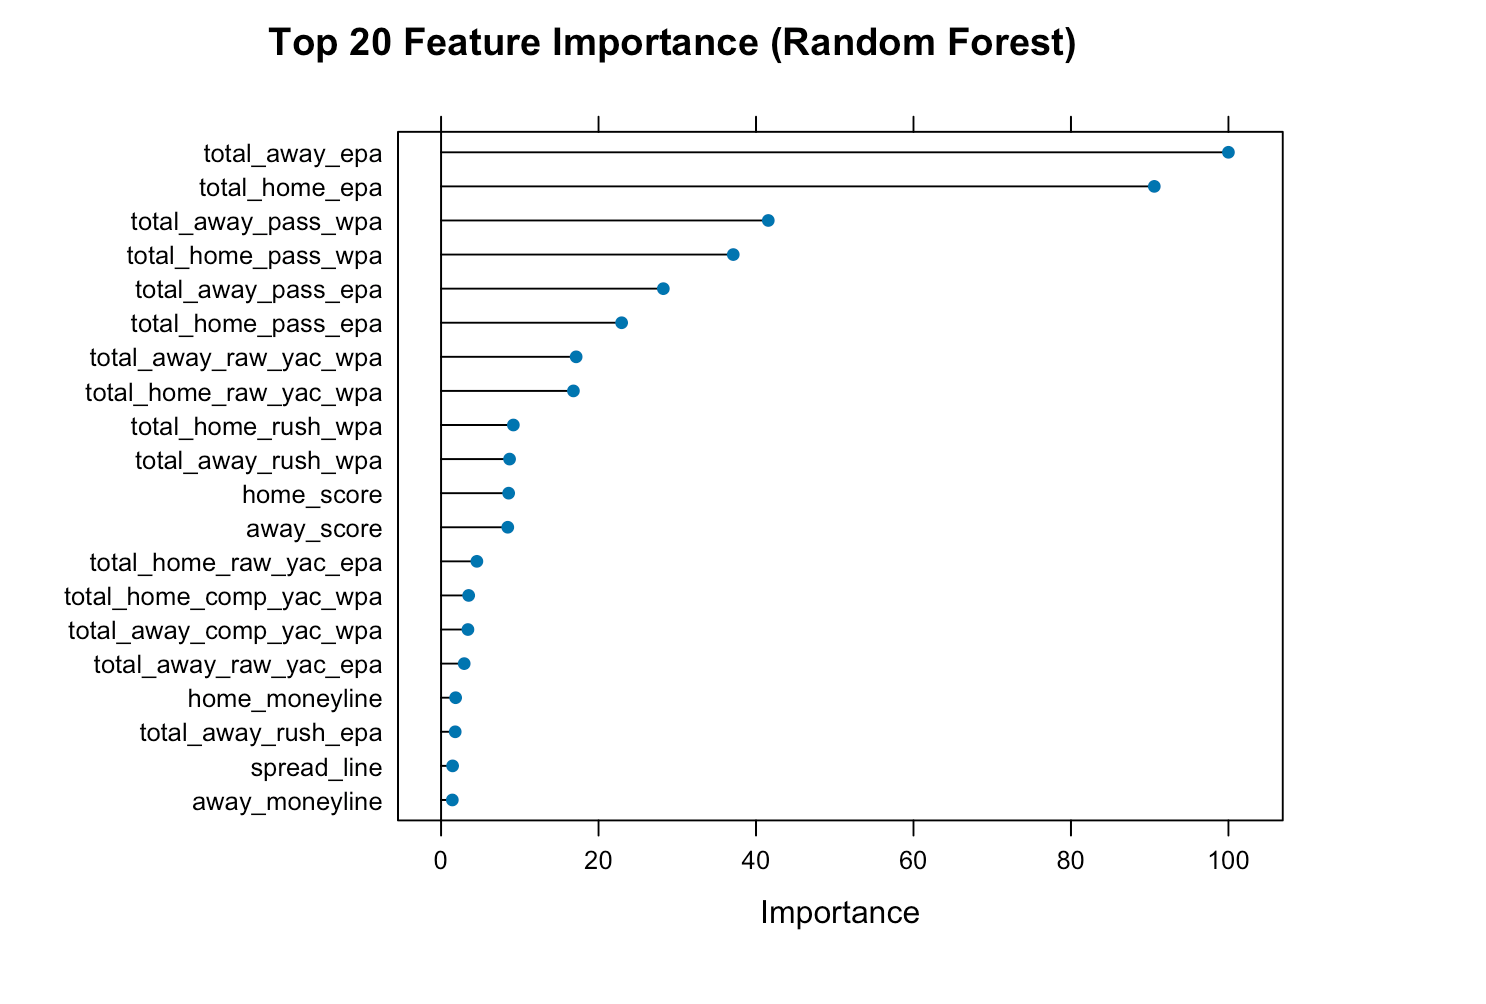 Top 20 Feature Importance (Random Forest)
total_away_epa
total_home_epa
total_away_pass_wpa
total_home_pass_wpa
total_away_pass_epa
total_home_pass_epa
total_away_raw_yac_wpa
total_home_raw_yac_wpa
total_home_rush_wpa
total_away_rush_wpa
home_score
away_score
total_home_raw_yac_epa
total_home_comp_yac_wpa
total_away_comp_yac_wpa
total_away_raw_yac_epa
home_moneyline
total_away_rush_epa
spread_line
away_moneyline
0 20 40 60 80 100
Importance